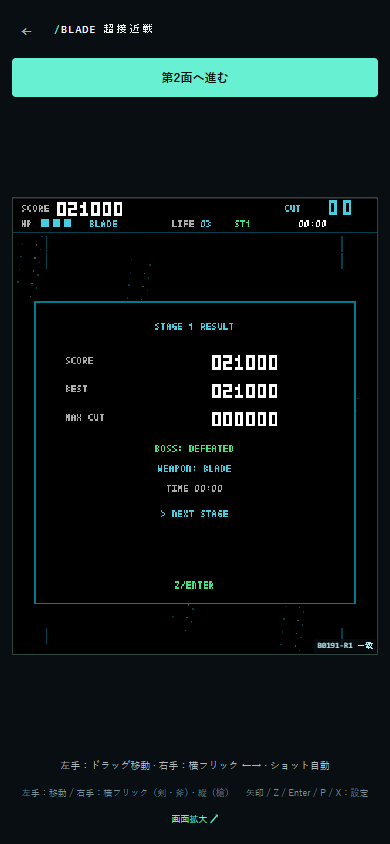 ← /BLADE 超接近戦
第2面へ進む
SCORE 021000 CUT 00
HP BLADE LIFE 03 ST1 00:00
STAGE 1 RESULT
SCORE 021000
BEST 021000
MAX CUT 000000
BOSS: DEFEATED
WEAPON: BLADE
TIME 00:00
> NEXT STAGE
Z/ENTER
B0191-R1 一致
左手：ドラッグ移動 · 右手：横フリック ←→ · ショット自動
左手：移動 / 右手：横フリック（剣・斧）・縦（槍） 矢印 / Z / Enter / P / X：設定
画面拡大 ⤢